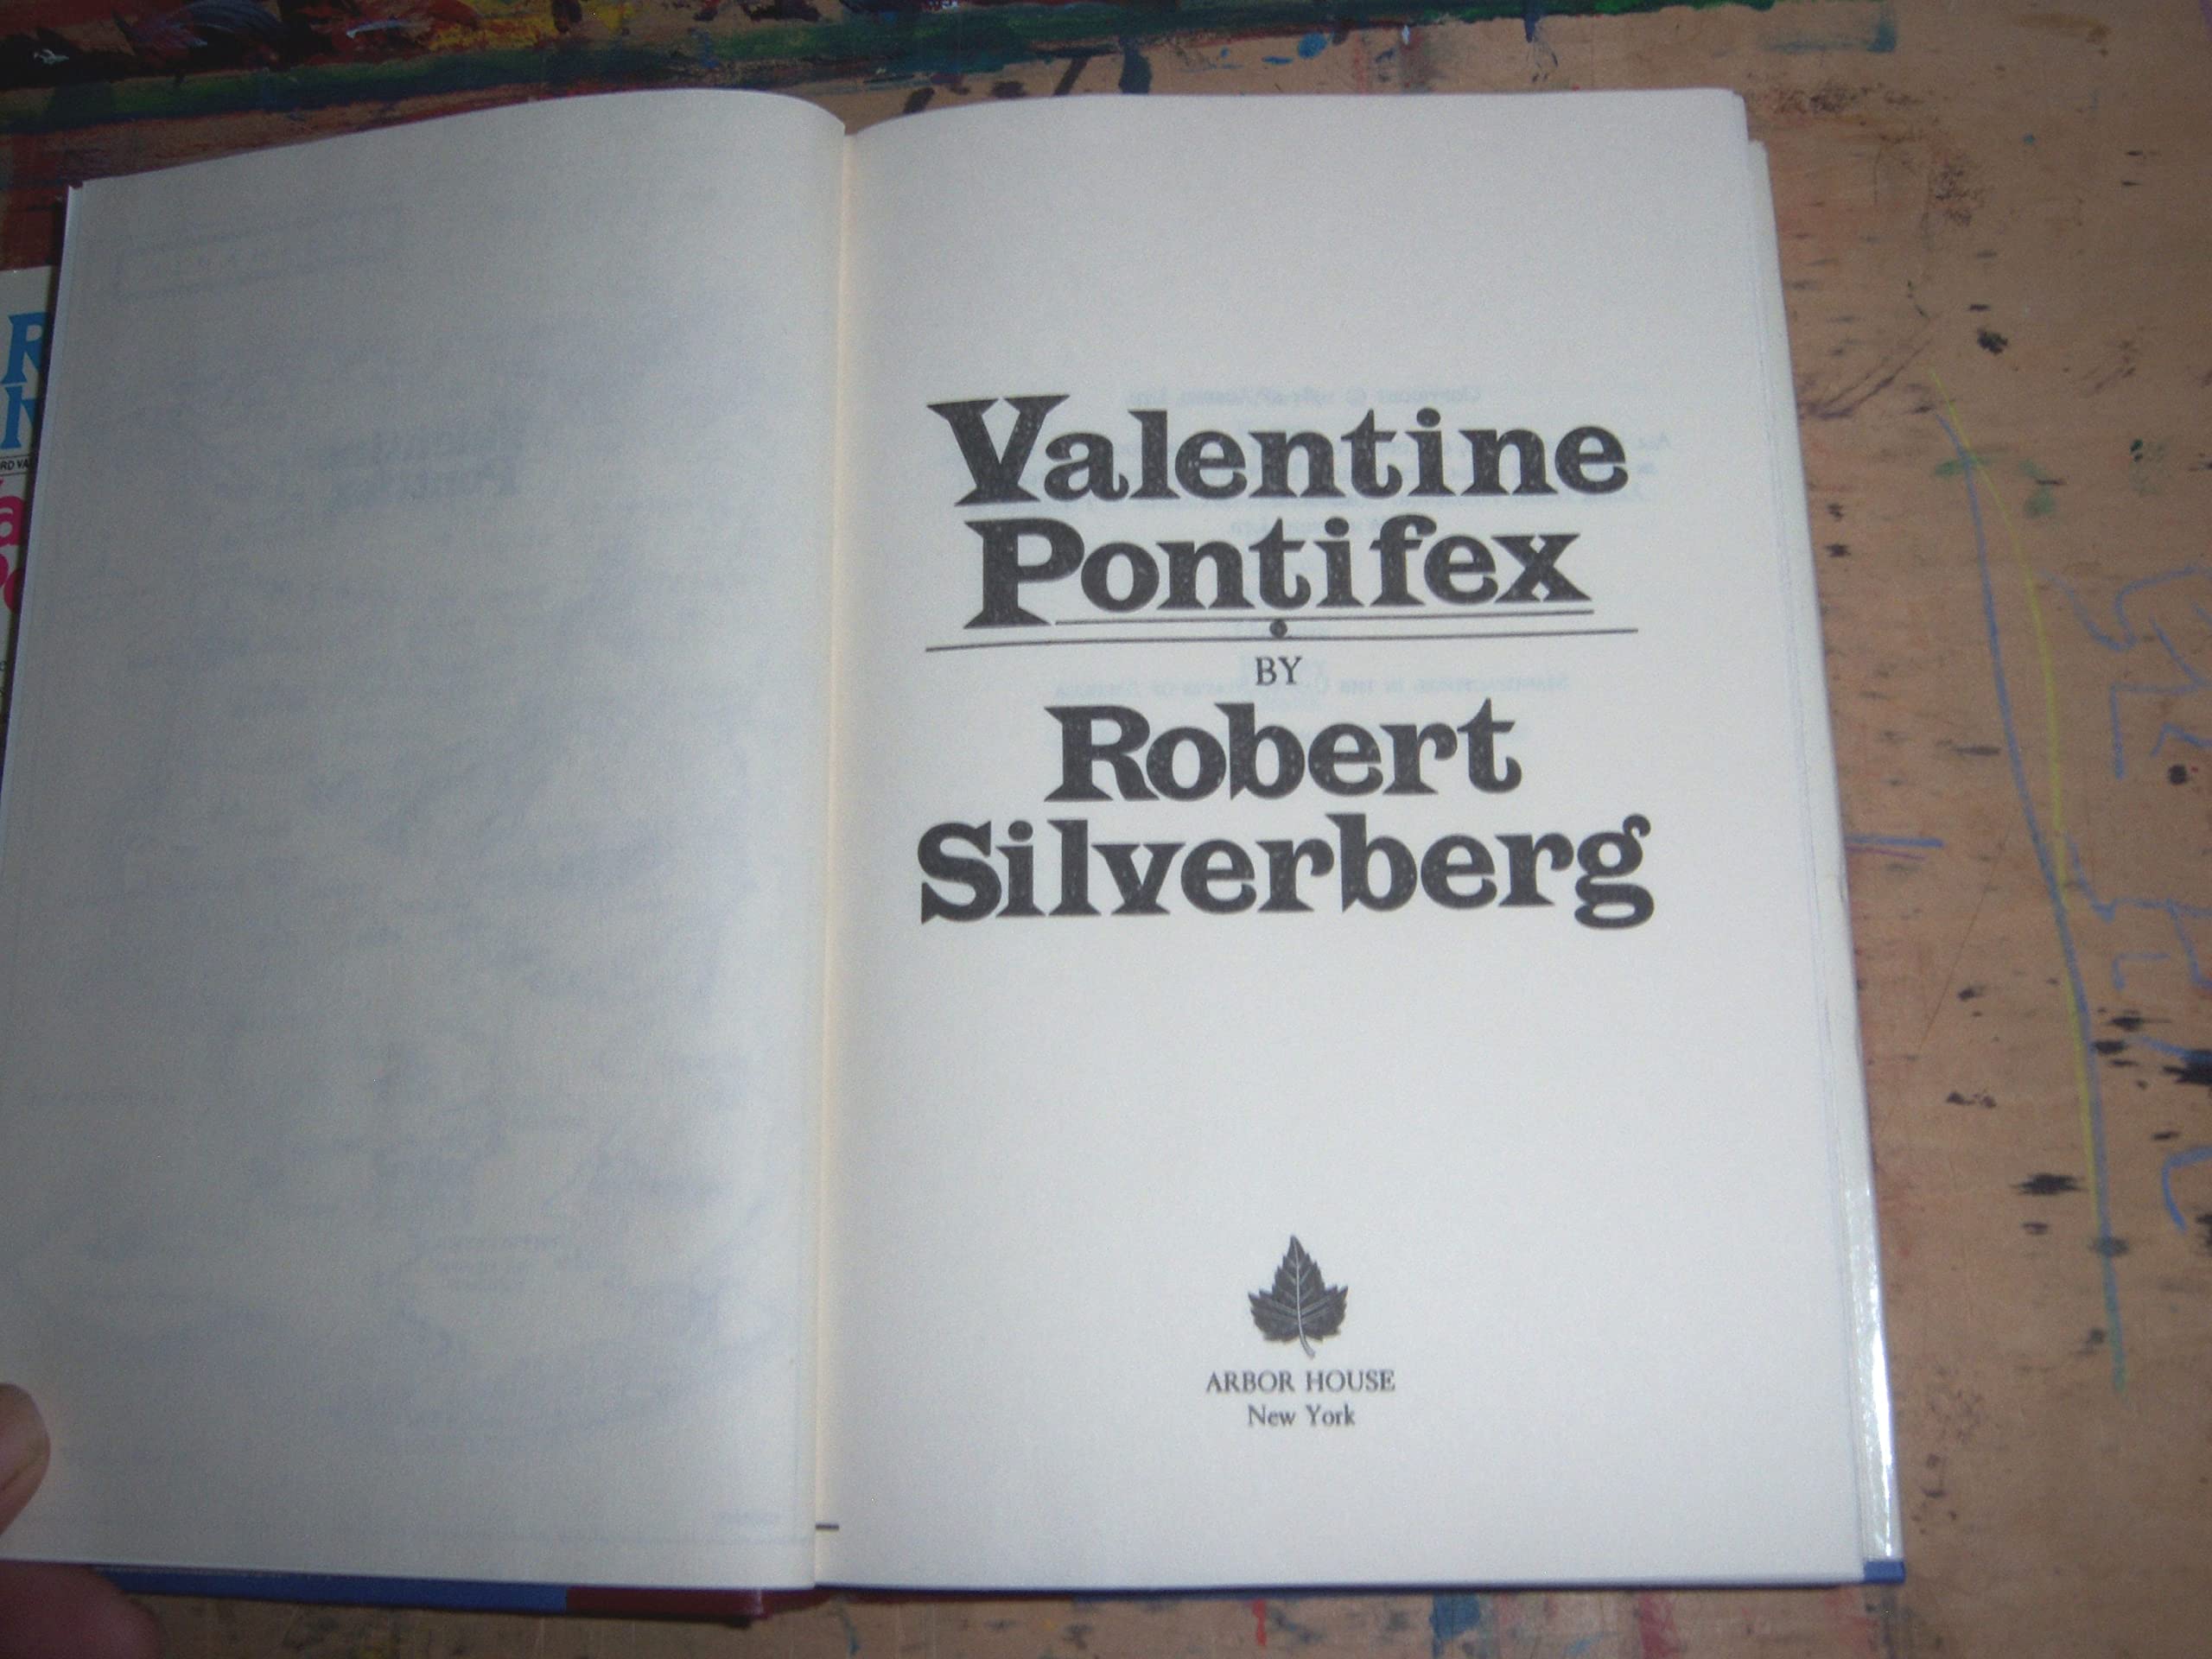 Valentine
Pontifex
BY
Robert
Silverberg
ARBOR HOUSE
New York